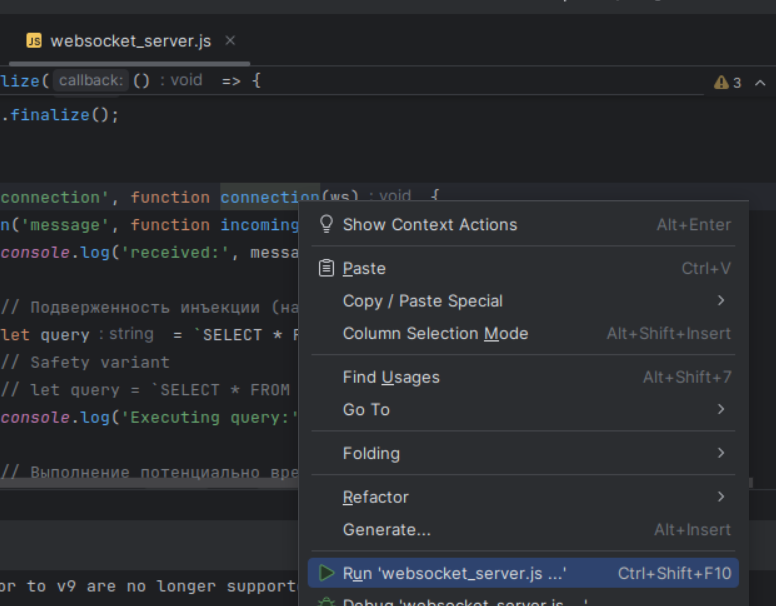 JS websocket_server.js ×
lize( callback: () : void => { 3
.finalize();
connection', function connection(ws) : void {
n('message', function incoming
console.log('received:', messa
// Подверженность инъекции (на
let query : string = `SELECT * F
// Safety variant
// let query = `SELECT * FROM
console.log('Executing query:'
// Выполнение потенциально вре
or to v9 are no longer support
Show Context Actions Alt+Enter
Paste Ctrl+V
Copy / Paste Special
Column Selection Mode Alt+Shift+Insert
Find Usages Alt+Shift+7
Go To
Folding
Refactor
Generate... Alt+Insert
Run 'websocket_server.js ...' Ctrl+Shift+F10
Debug 'websocket_server.js ...'